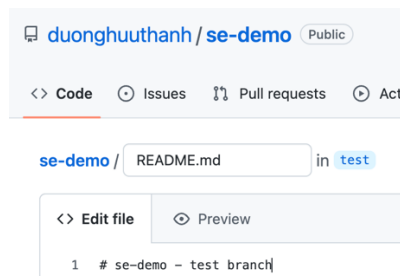 duonghuuthanh / se-demo Public
<> Code Issues Pull requests Act
se-demo / README.md in test
<> Edit file Preview
1 # se-demo - test branch